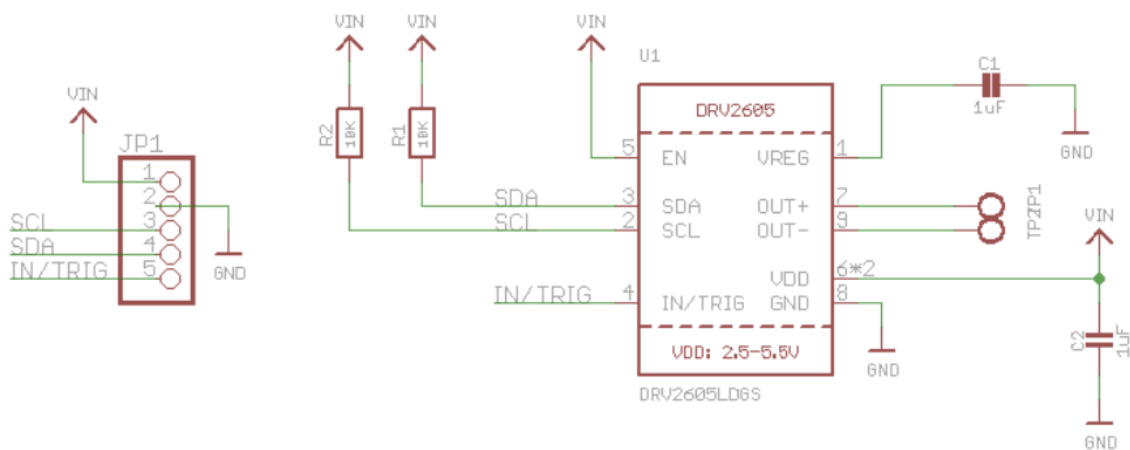 VIN
JP1
1
2
3
4
5
SCL
SDA
IN/TRIG
GND
VIN
VIN
R2
10K
R1
10K
SDA
SCL
IN/TRIG
VIN
U1
DRV2605
5 EN VREG 1
3 SDA OUT+ 7
2 SCL OUT- 9
VDD 6*2
4 IN/TRIG GND 8
VDD: 2.5-5.5V
DRV2605LDGS
C1
1uF
GND
VIN
GND
C2
1uF
GND